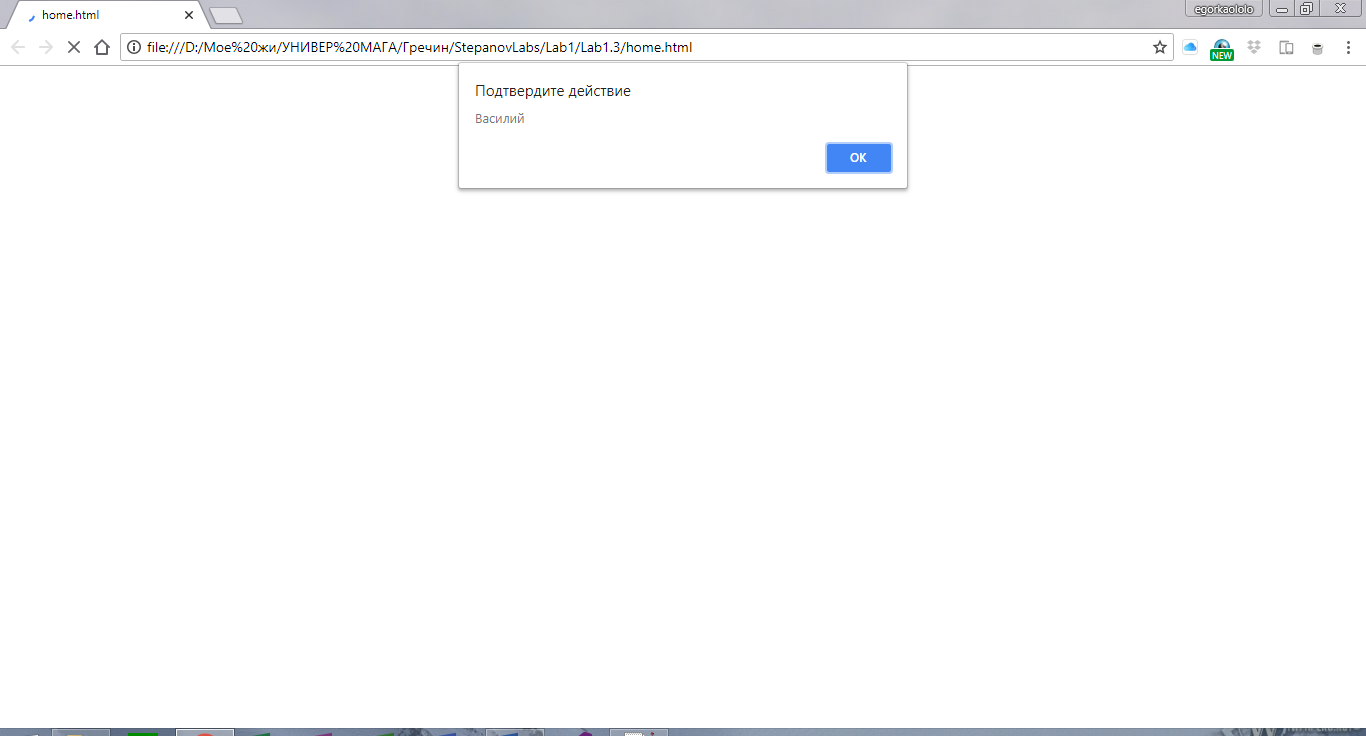 home.html
egorkaololo
file:///D:/Мое%20жи/УНИВЕР%20МАГА/Гречин/StepanovLabs/Lab1/Lab1.3/home.html
NEW
Подтвердите действие
Василий
ОК